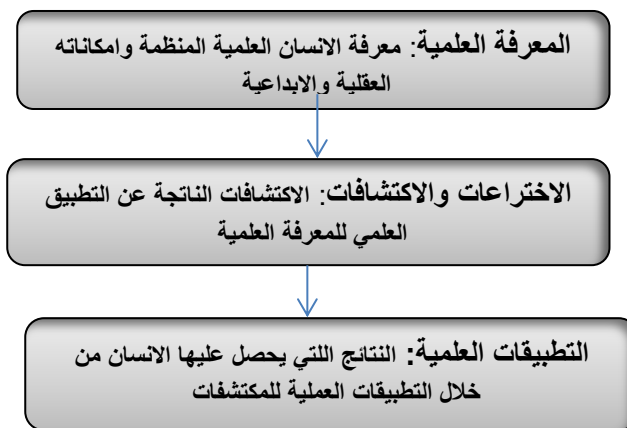 المعرفة العلمية: معرفة الانسان العلمية المنظمة وامكاناته
العقلية والابداعية
الاختراعات والاكتشافات: الاكتشافات الناتجة عن التطبيق
العلمي للمعرفة العلمية
التطبيقات العلمية: النتائج اللتي يحصل عليها الانسان من
خلال التطبيقات العملية للمكتشفات